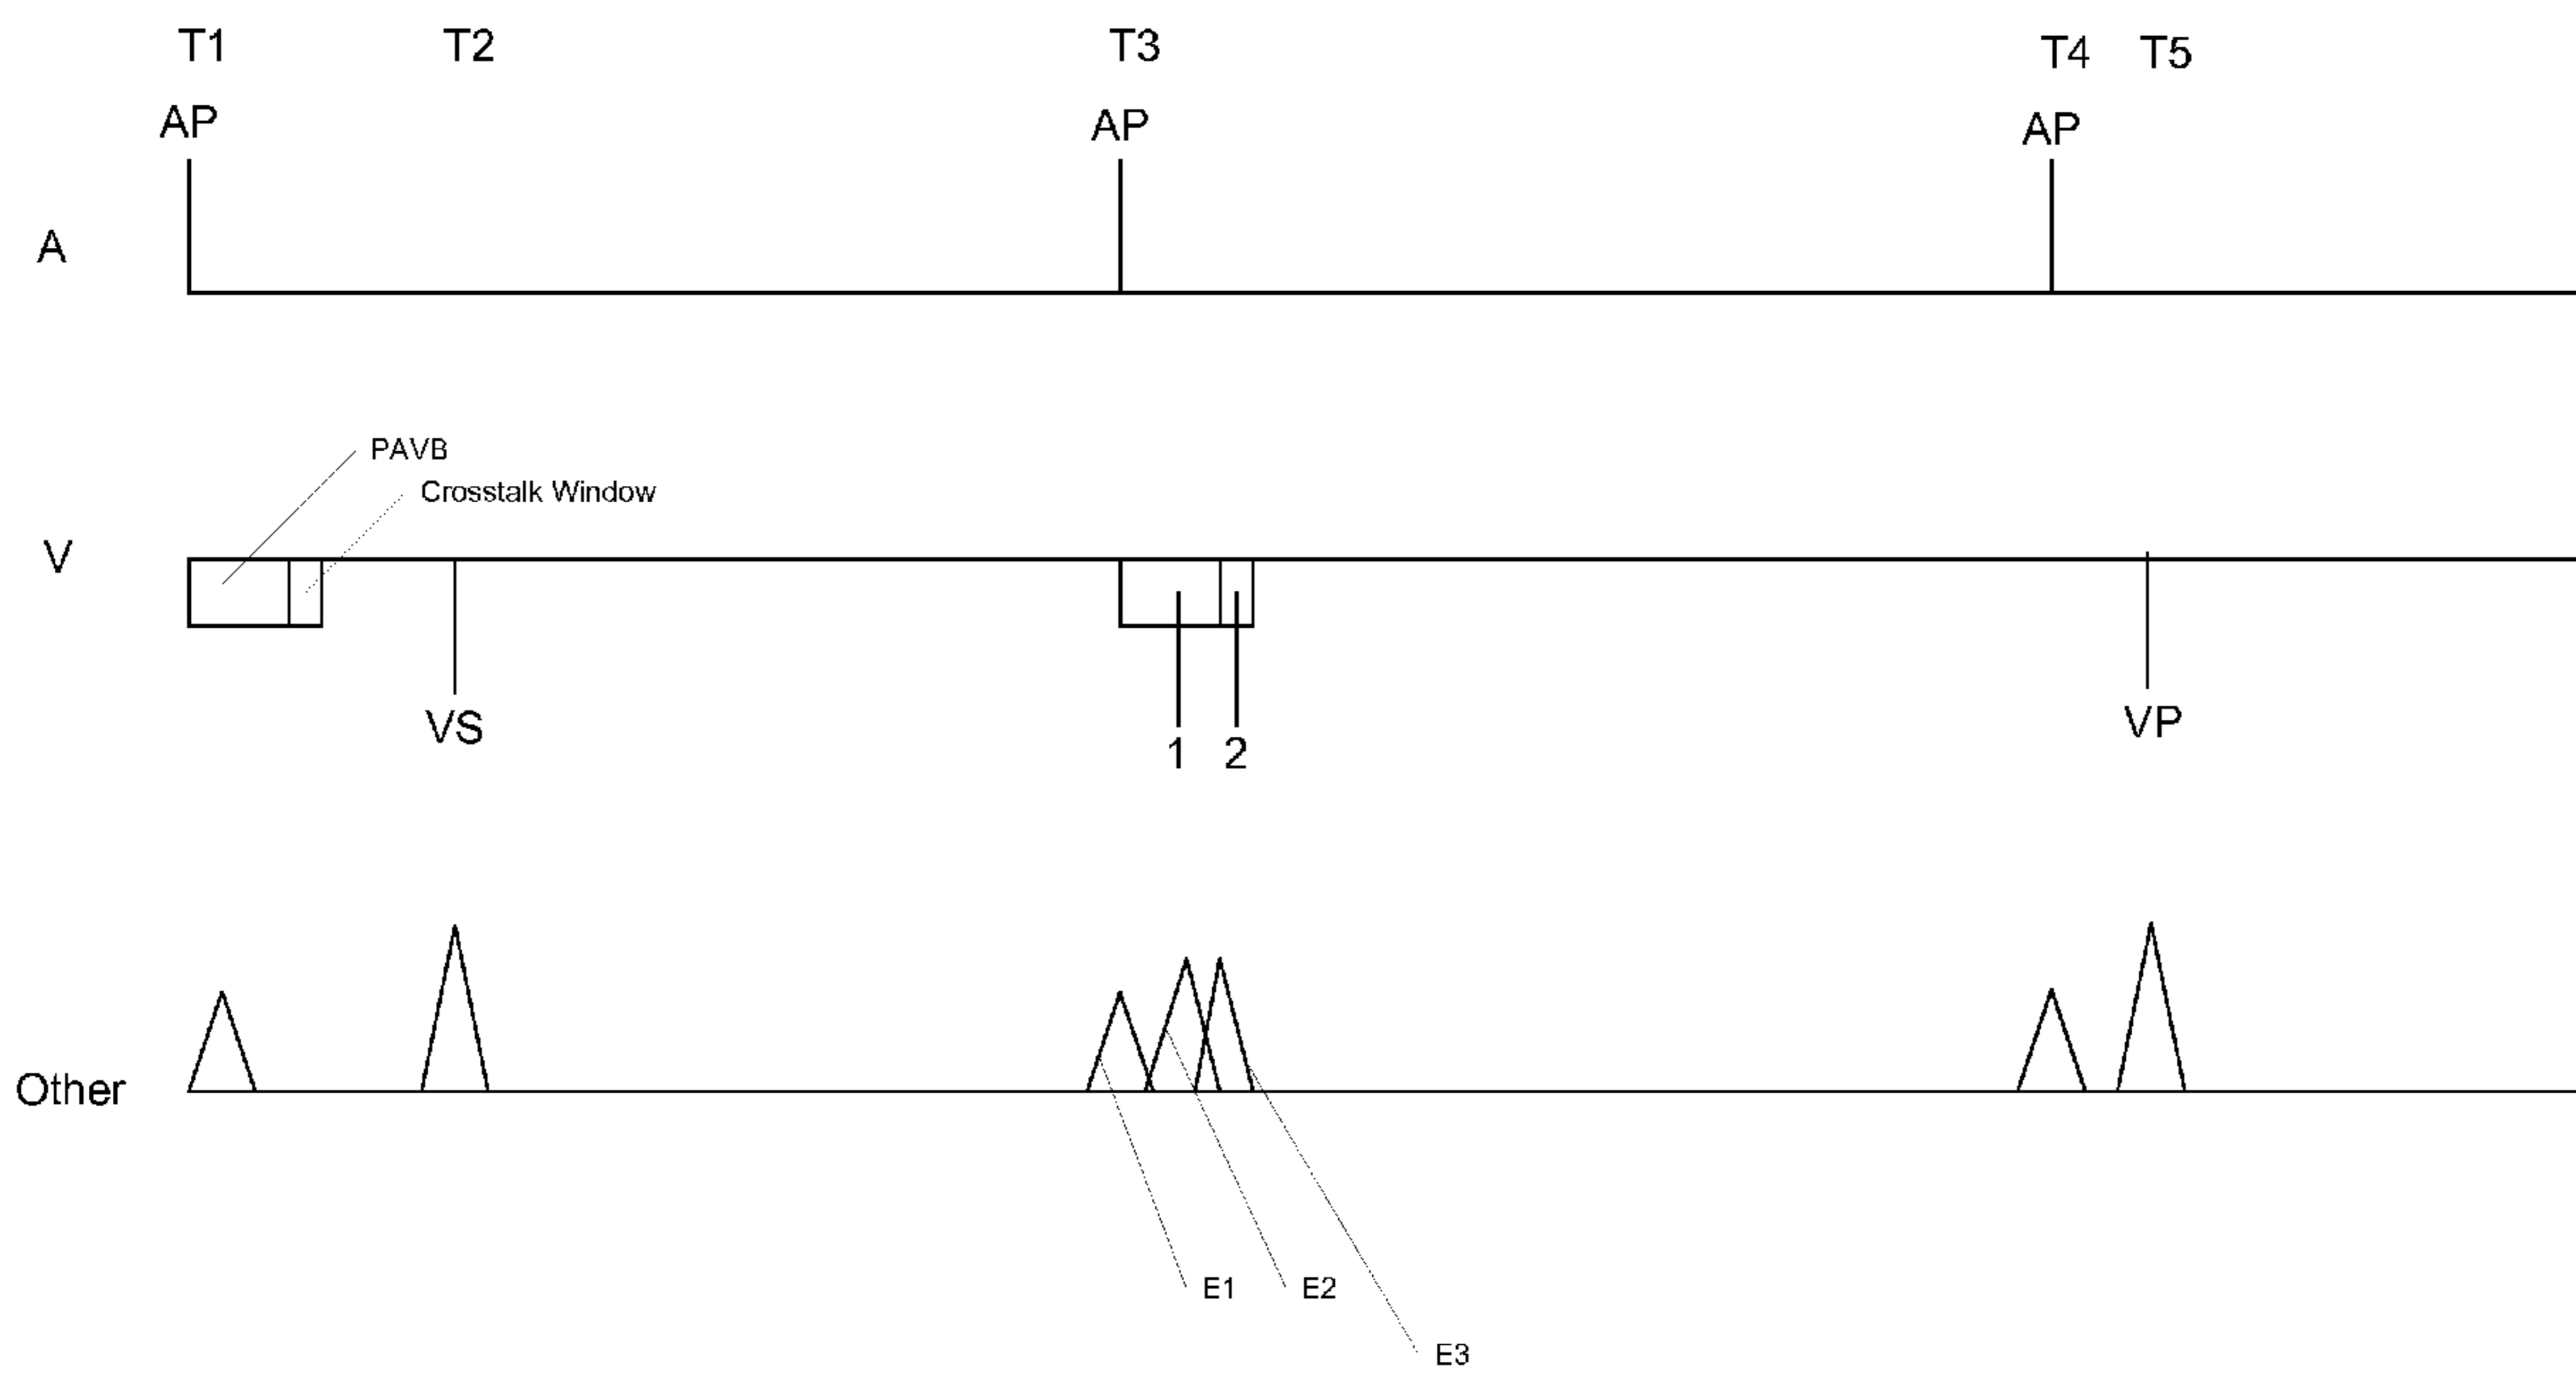 T1 T2 T3 T4 T5
AP AP AP
A
PAVB
Crosstalk Window
V
VS 1 2 VP
Other
E1 E2
E3